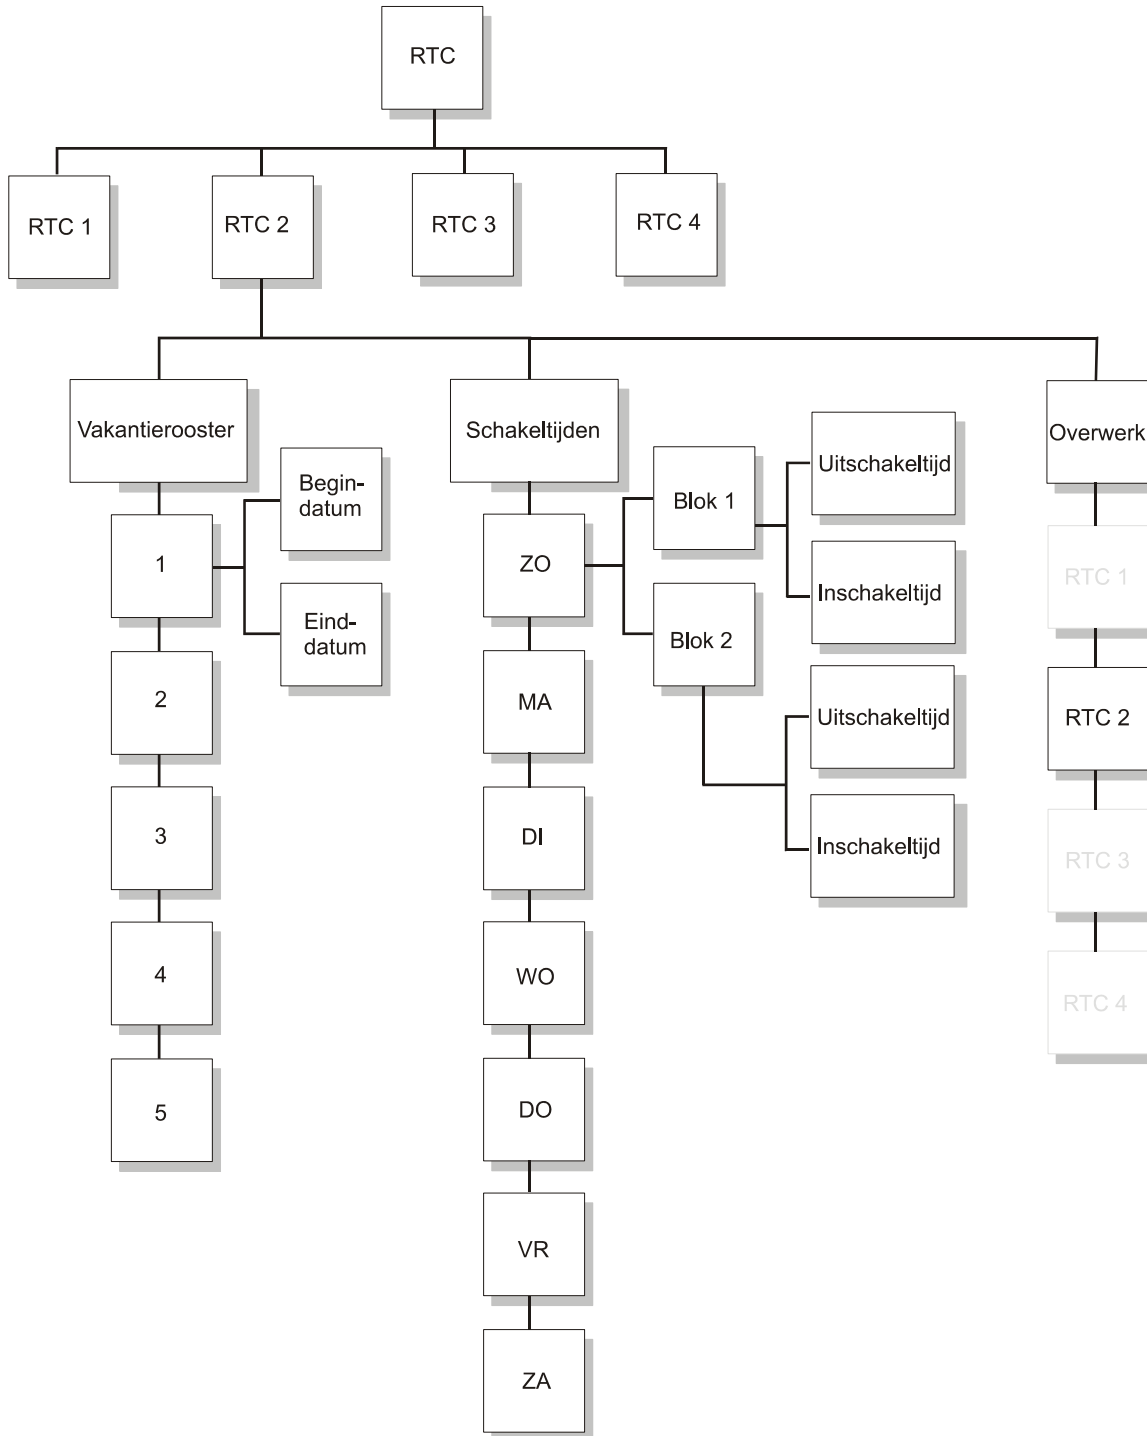 RTC
RTC 1
RTC 2
RTC 3
RTC 4
Vakantierooster
Schakeltijden
Overwerk
Begin-
datum
Eind-
datum
1
2
3
4
5
ZO
MA
DI
WO
DO
VR
ZA
Blok 1
Blok 2
Uitschakeltijd
Inschakeltijd
Uitschakeltijd
Inschakeltijd
RTC 1
RTC 2
RTC 3
RTC 4